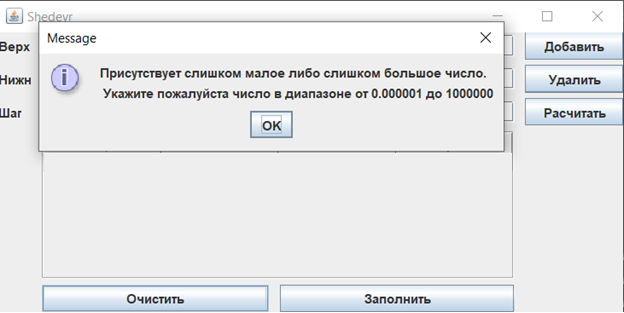 Shedevr
Message
Верх
Добавить
Присутствует слишком малое либо слишком большое число.
Нижн
Удалить
Укажите пожалуйста число в диапазоне от 0.000001 до 1000000
Шаг
Расчитать
OK
Очистить
Заполнить